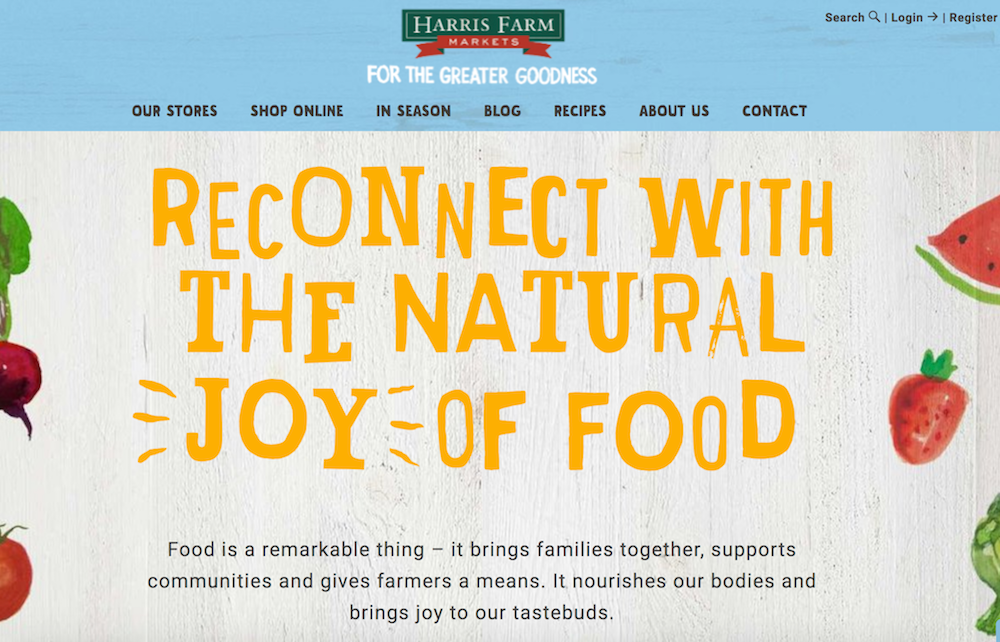 HARRIS FARM
MARKETS
FOR THE GREATER GOODNESS
Search | Login | Register
OUR STORES SHOP ONLINE IN SEASON BLOG RECIPES ABOUT US CONTACT
RECONNECT WITH
THE NATURAL
JOY OF FOOD
Food is a remarkable thing – it brings families together, supports
communities and gives farmers a means. It nourishes our bodies and
brings joy to our tastebuds.